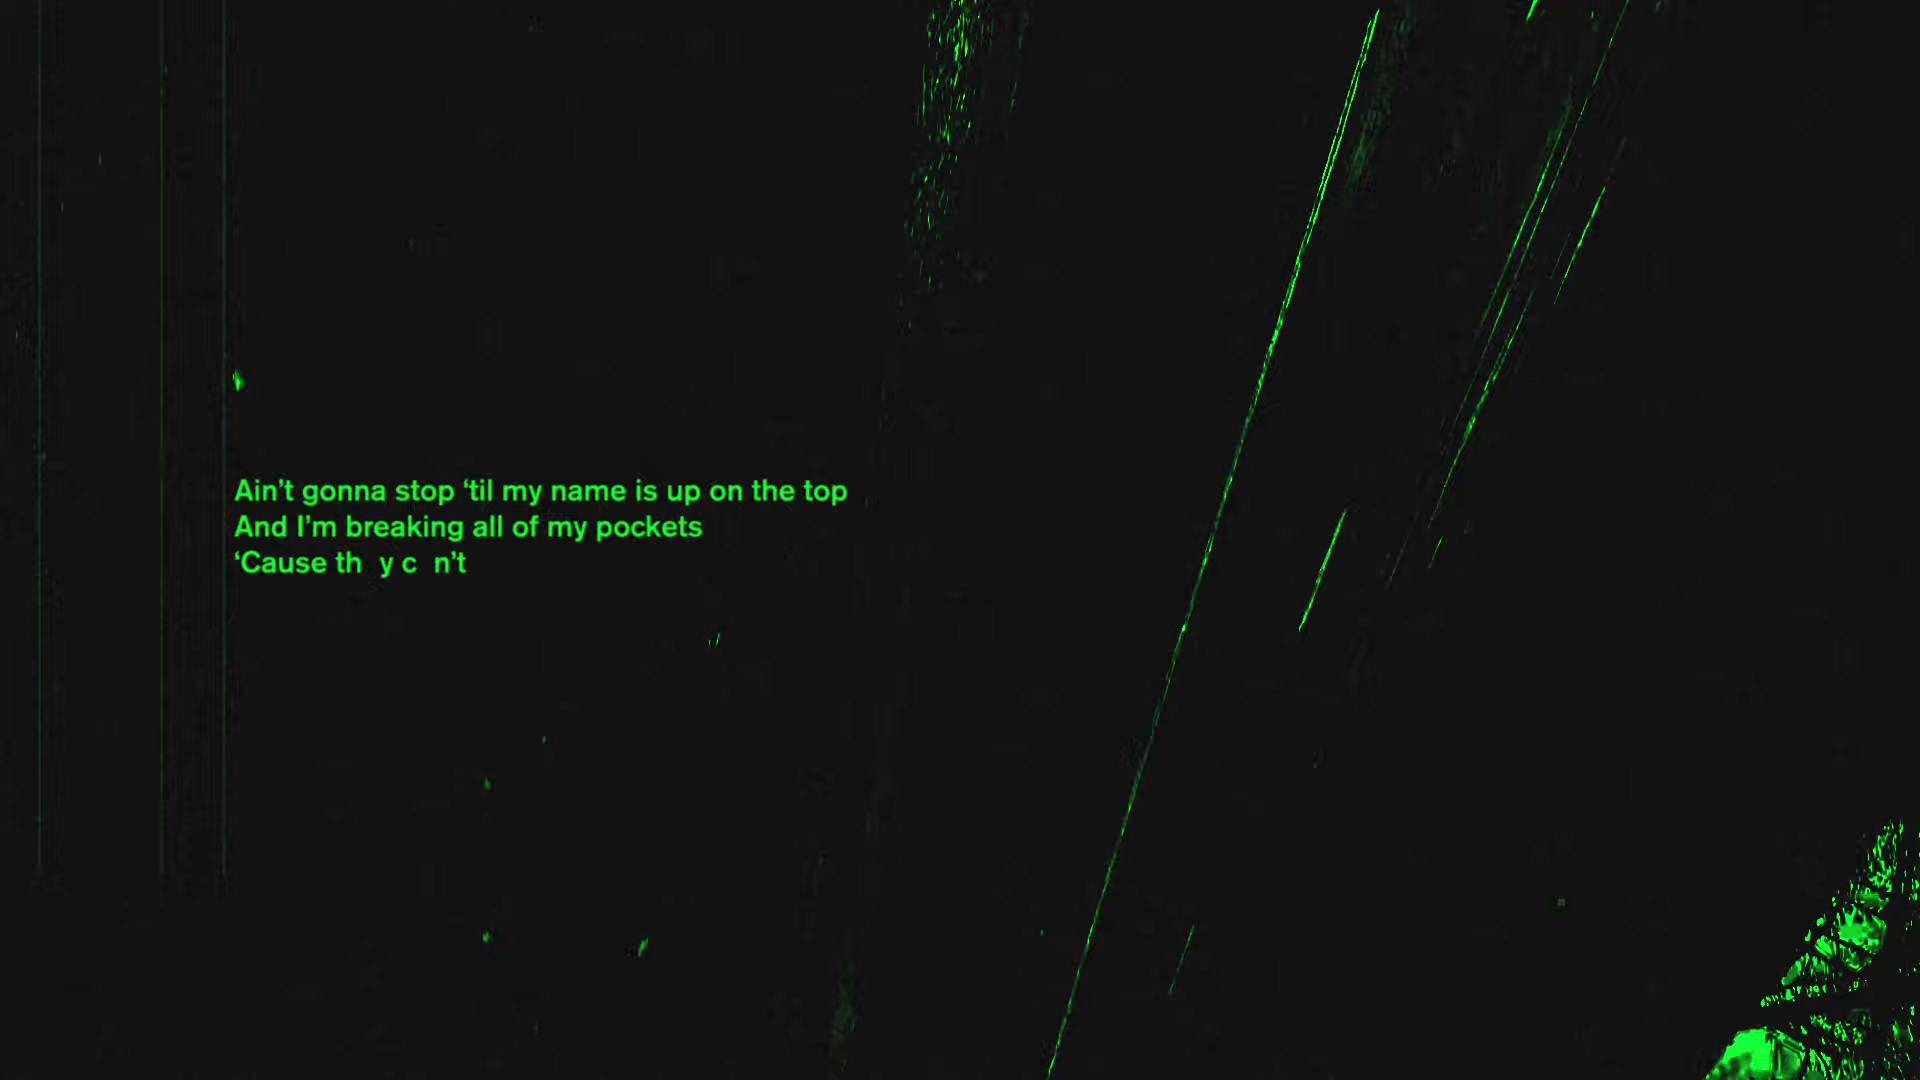 Ain’t gonna stop ‘til my name is up on the top
And I’m breaking all of my pockets
‘Cause th y c n’t